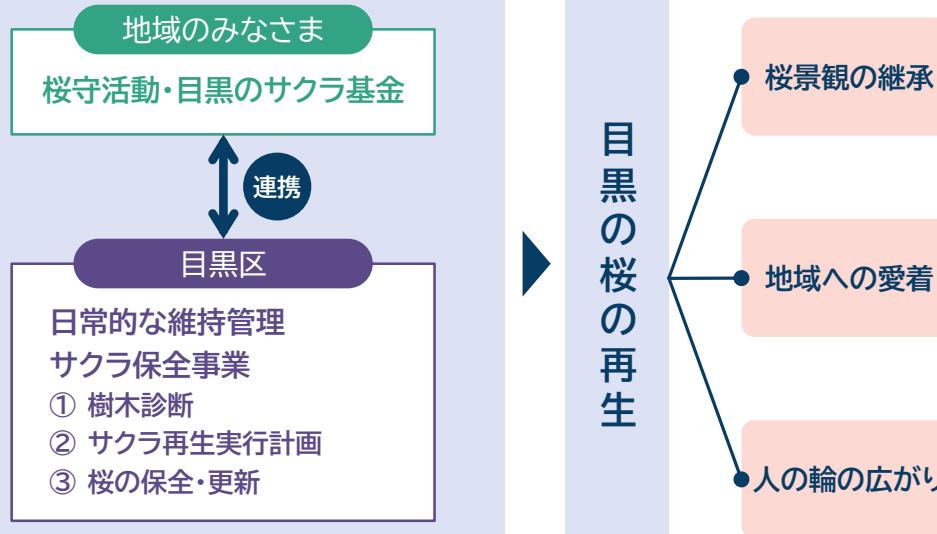 地域のみなさま
桜守活動・目黒のサクラ基金
連携
目黒区
日常的な維持管理
サクラ保全事業
① 樹木診断
② サクラ再生実行計画
③ 桜の保全・更新
目黒の桜の再生
桜景観の継承
地域への愛着
人の輪の広がり